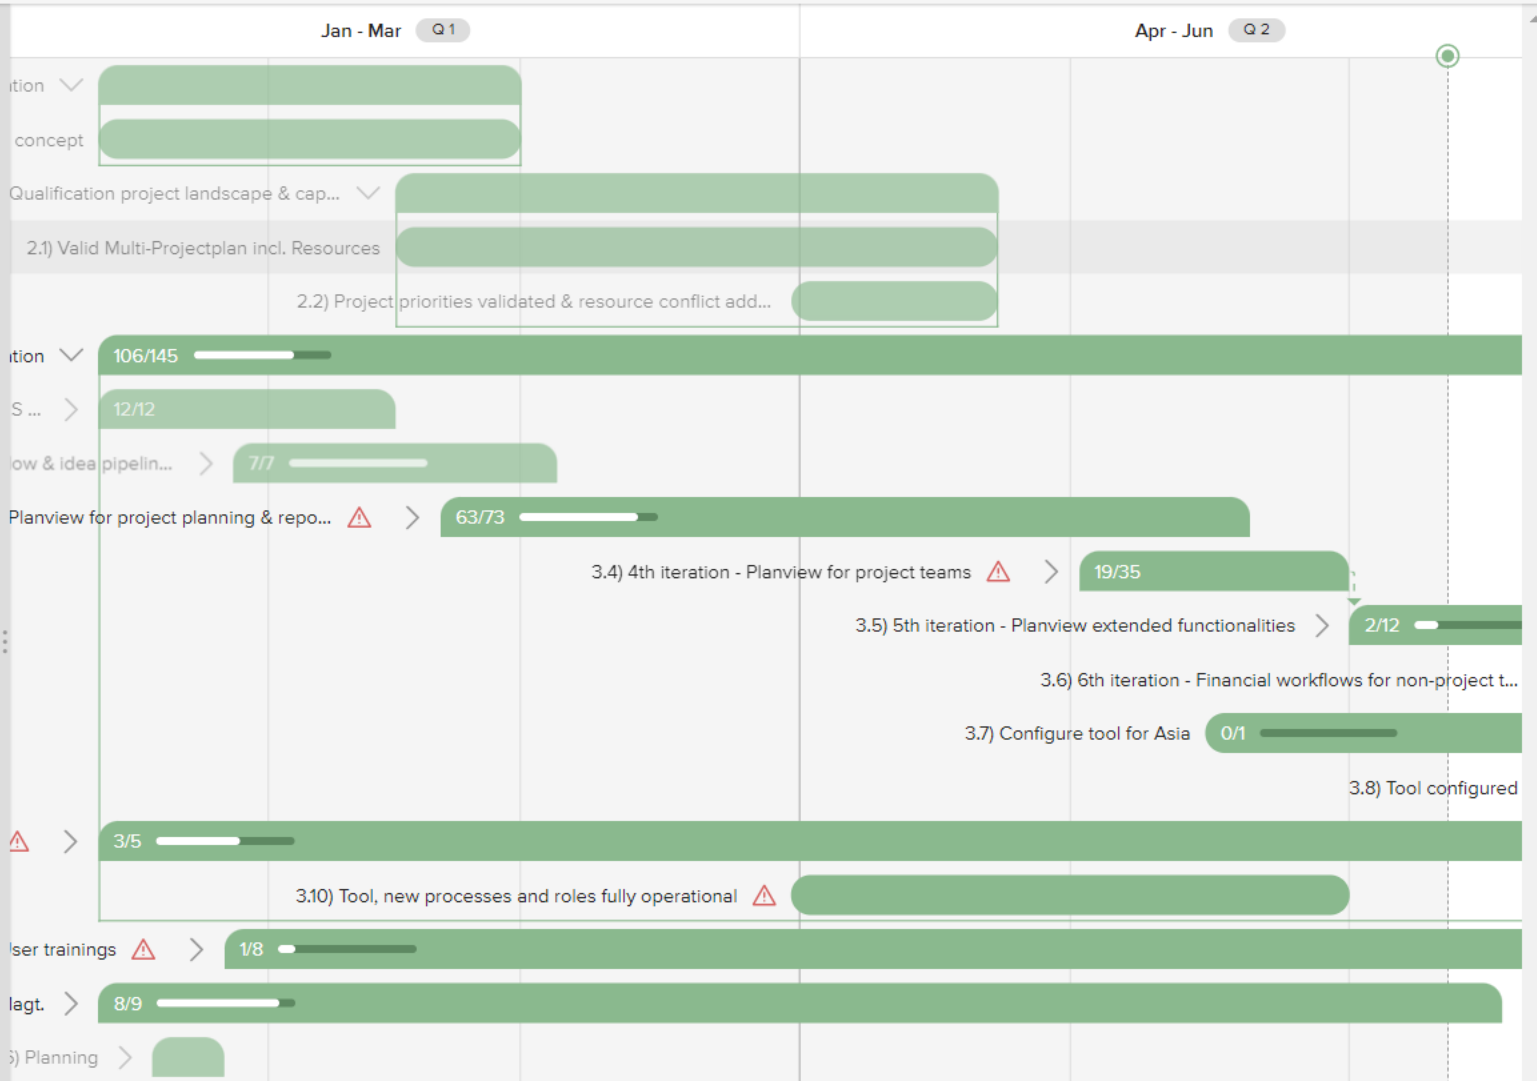 Jan - Mar Q 1
Apr - Jun Q 2
tion
concept
Qualification project landscape & cap...
2.1) Valid Multi-Projectplan incl. Resources
2.2) Project priorities validated & resource conflict add...
tion 106/145
S ... 12/12
ow & idea pipelin... 7/7
Planview for project planning & repo... 63/73
3.4) 4th iteration - Planview for project teams 19/35
3.5) 5th iteration - Planview extended functionalities 2/12
3.6) 6th iteration - Financial workflows for non-project t...
3.7) Configure tool for Asia 0/1
3.8) Tool configured
3/5
3.10) Tool, new processes and roles fully operational
ser trainings 1/8
agt. 8/9
) Planning